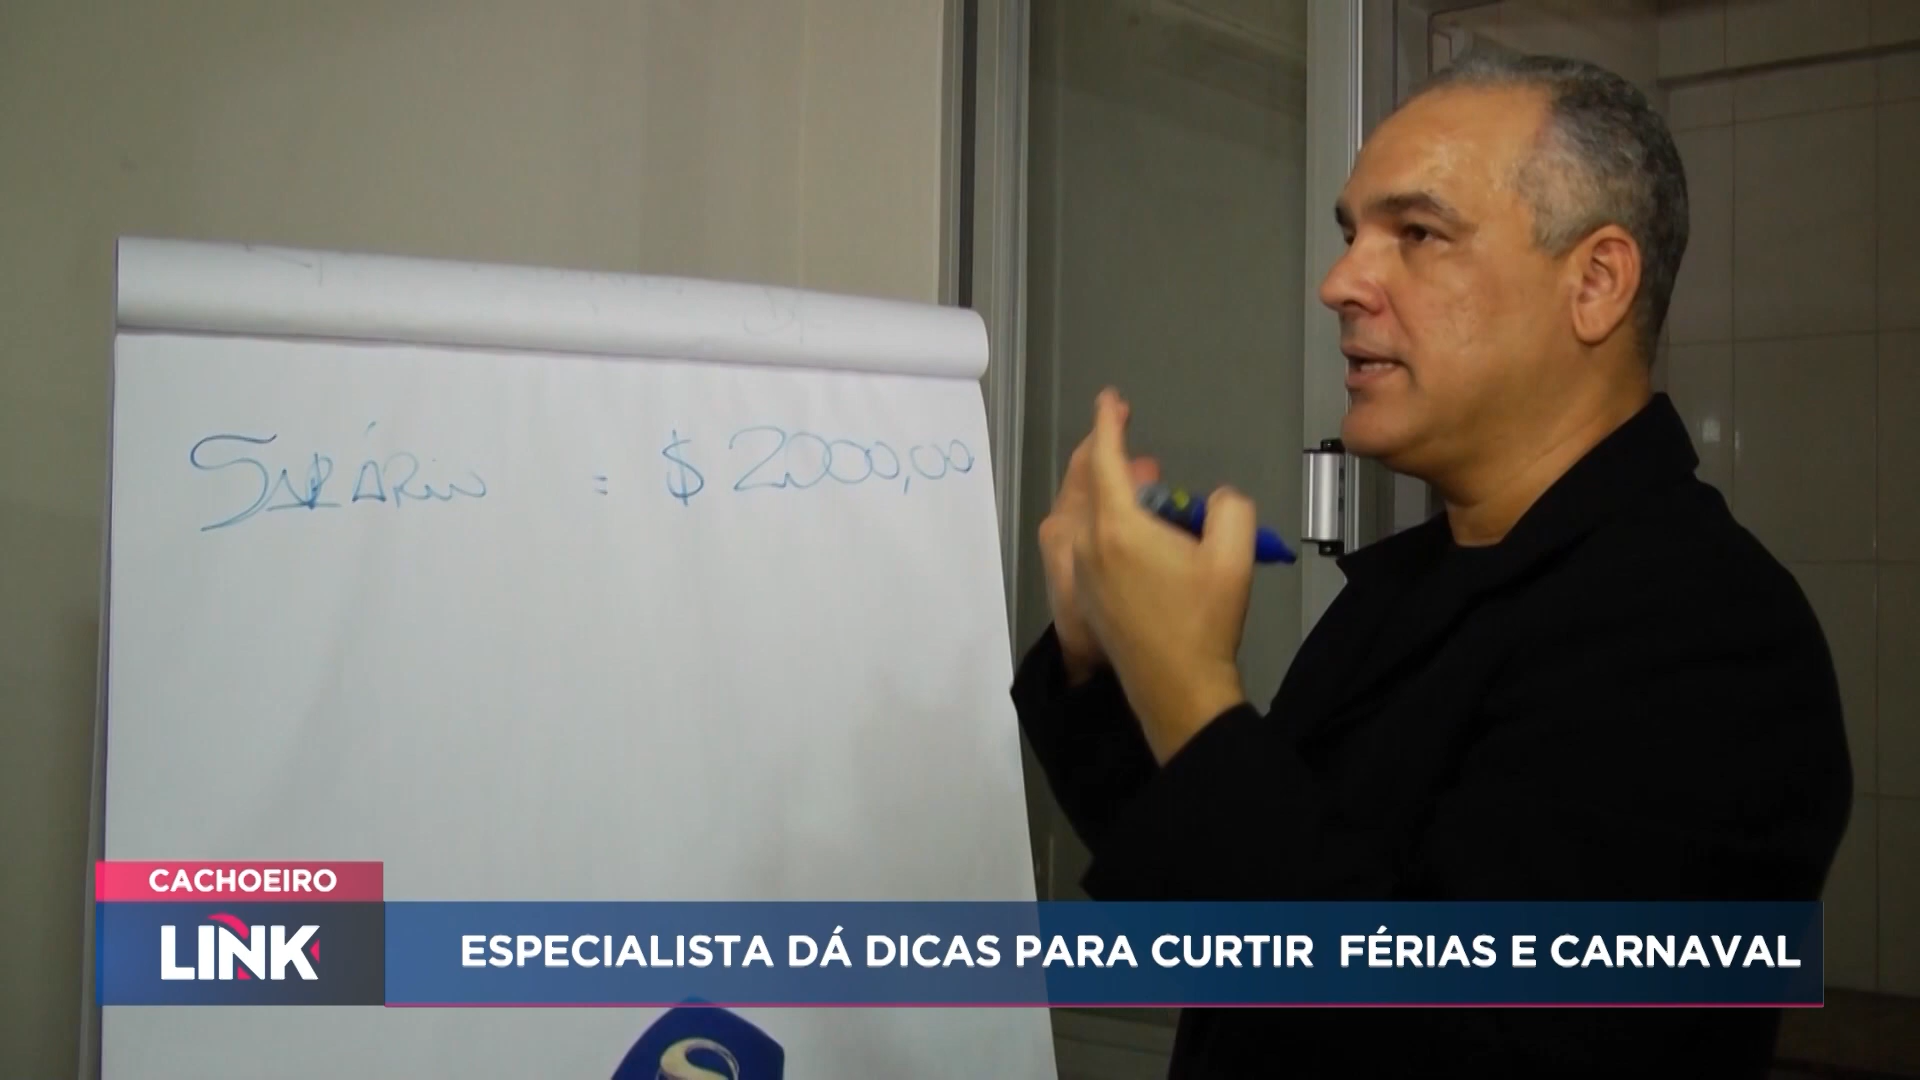 SALÁRIO = $ 2000,00
CACHOEIRO
LINK
ESPECIALISTA DÁ DICAS PARA CURTIR FÉRIAS E CARNAVAL